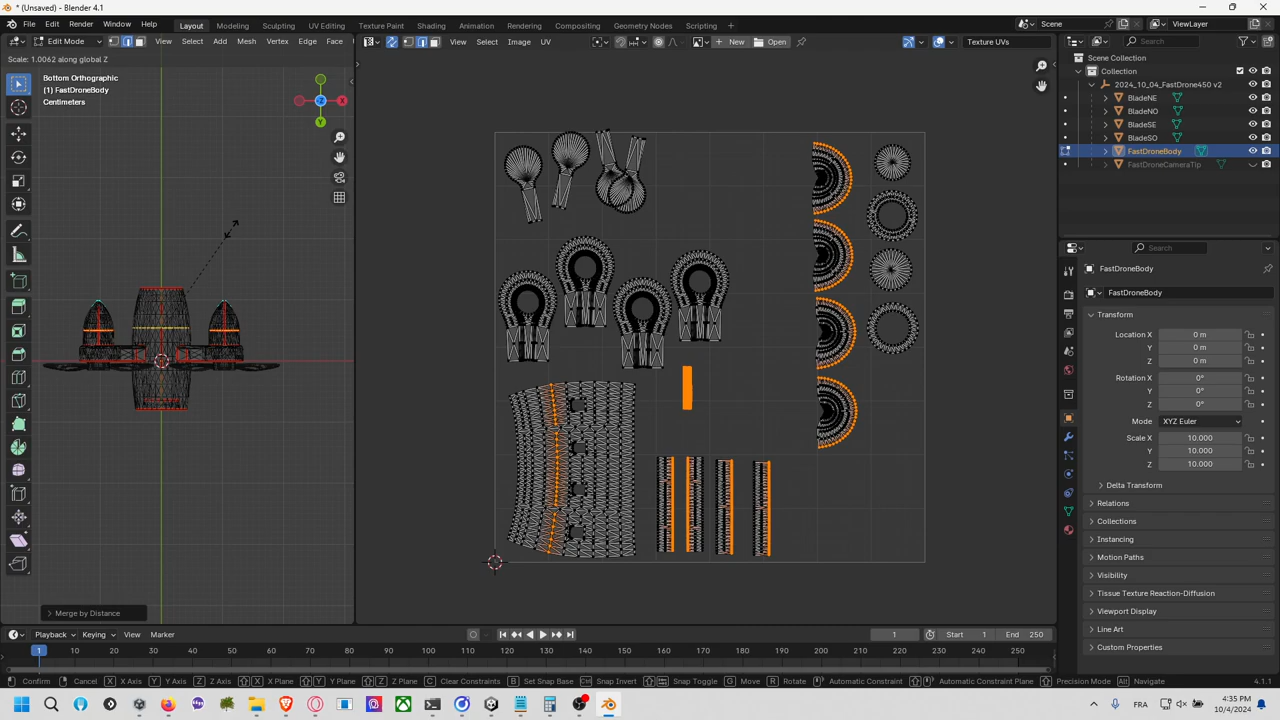 * (Unsaved) - Blender 4.1
File Edit Render Window Help Layout Modeling Sculpting UV Editing Texture Paint Shading Animation Rendering Compositing Geometry Nodes Scripting + Scene ViewLayer
Edit Mode View Select Add Mesh Vertex Edge Face View Select Image UV New Open Texture UVs Search
Scale: 1.0062 along global Z
Scene Collection
Collection
2024_10_04_FastDrone450 v2
BladeNE
BladeNO
BladeSE
BladeSO
FastDroneBody
FastDroneCameraTip
Bottom Orthographic
(1) FastDroneBody
Centimeters
X
Y
Search
FastDroneBody
FastDroneBody
Transform
Location X 0 m
Y 0 m
Z 0 m
Rotation X 0°
Y 0°
Z 0°
Mode XYZ Euler
Scale X 10.000
Y 10.000
Z 10.000
Delta Transform
Relations
Collections
Instancing
Motion Paths
Visibility
Tissue Texture Reaction-Diffusion
Viewport Display
Line Art
Custom Properties
Merge by Distance
Playback Keying View Marker 1 Start 1 End 250
1 10 20 30 40 50 60 70 80 90 100 110 120 130 140 150 160 170 180 190 200 210 220 230 240 250
Confirm Cancel X X Axis Y Y Axis Z Z Axis X X Plane Y Y Plane Z Z Plane C Clear Constraints B Set Snap Base Ctrl Snap Invert Snap Toggle G Move R Rotate Automatic Constraint Automatic Constraint Plane Precision Mode Alt Navigate 4.1.1
FR 4:35 PM
10/4/2024